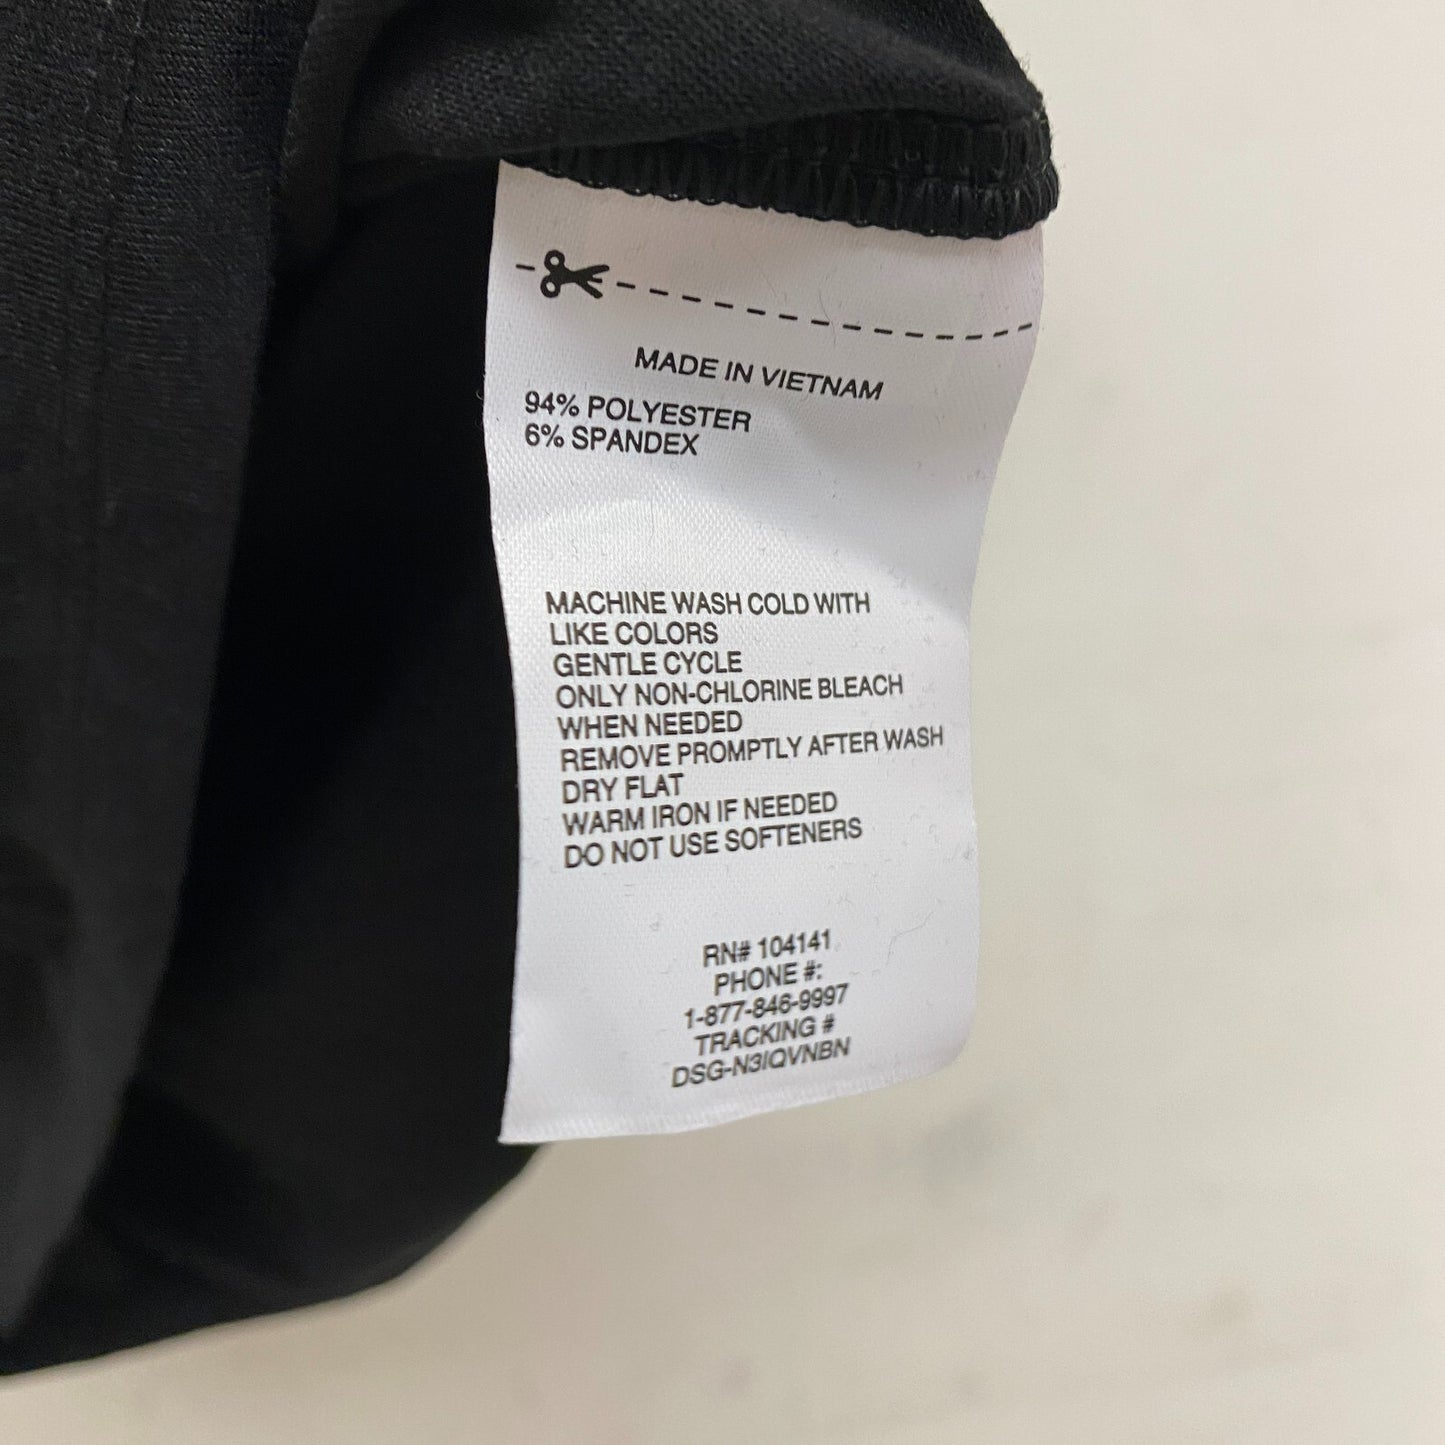 MADE IN VIETNAM
94% POLYESTER
6% SPANDEX
MACHINE WASH COLD WITH
LIKE COLORS
GENTLE CYCLE
ONLY NON-CHLORINE BLEACH
WHEN NEEDED
REMOVE PROMPTLY AFTER WASH
DRY FLAT
WARM IRON IF NEEDED
DO NOT USE SOFTENERS
RN# 104141
PHONE #:
1-877-846-9997
TRACKING #
DSG-N3IQVNBN